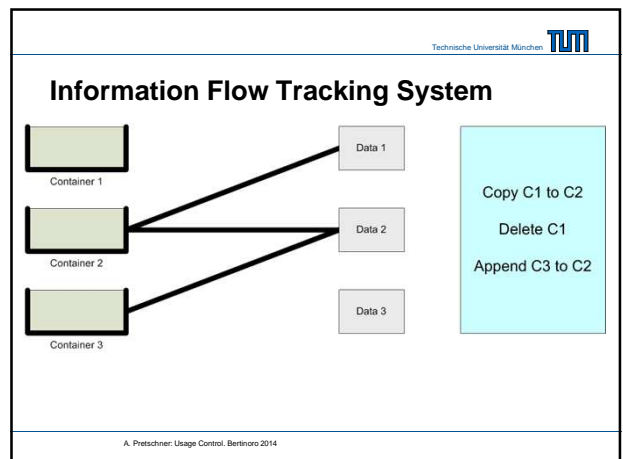 Technische Universität München TUM
Information Flow Tracking System
Container 1
Container 2
Container 3
Data 1
Data 2
Data 3
Copy C1 to C2
Delete C1
Append C3 to C2
A. Pretschner: Usage Control. Bertinoro 2014